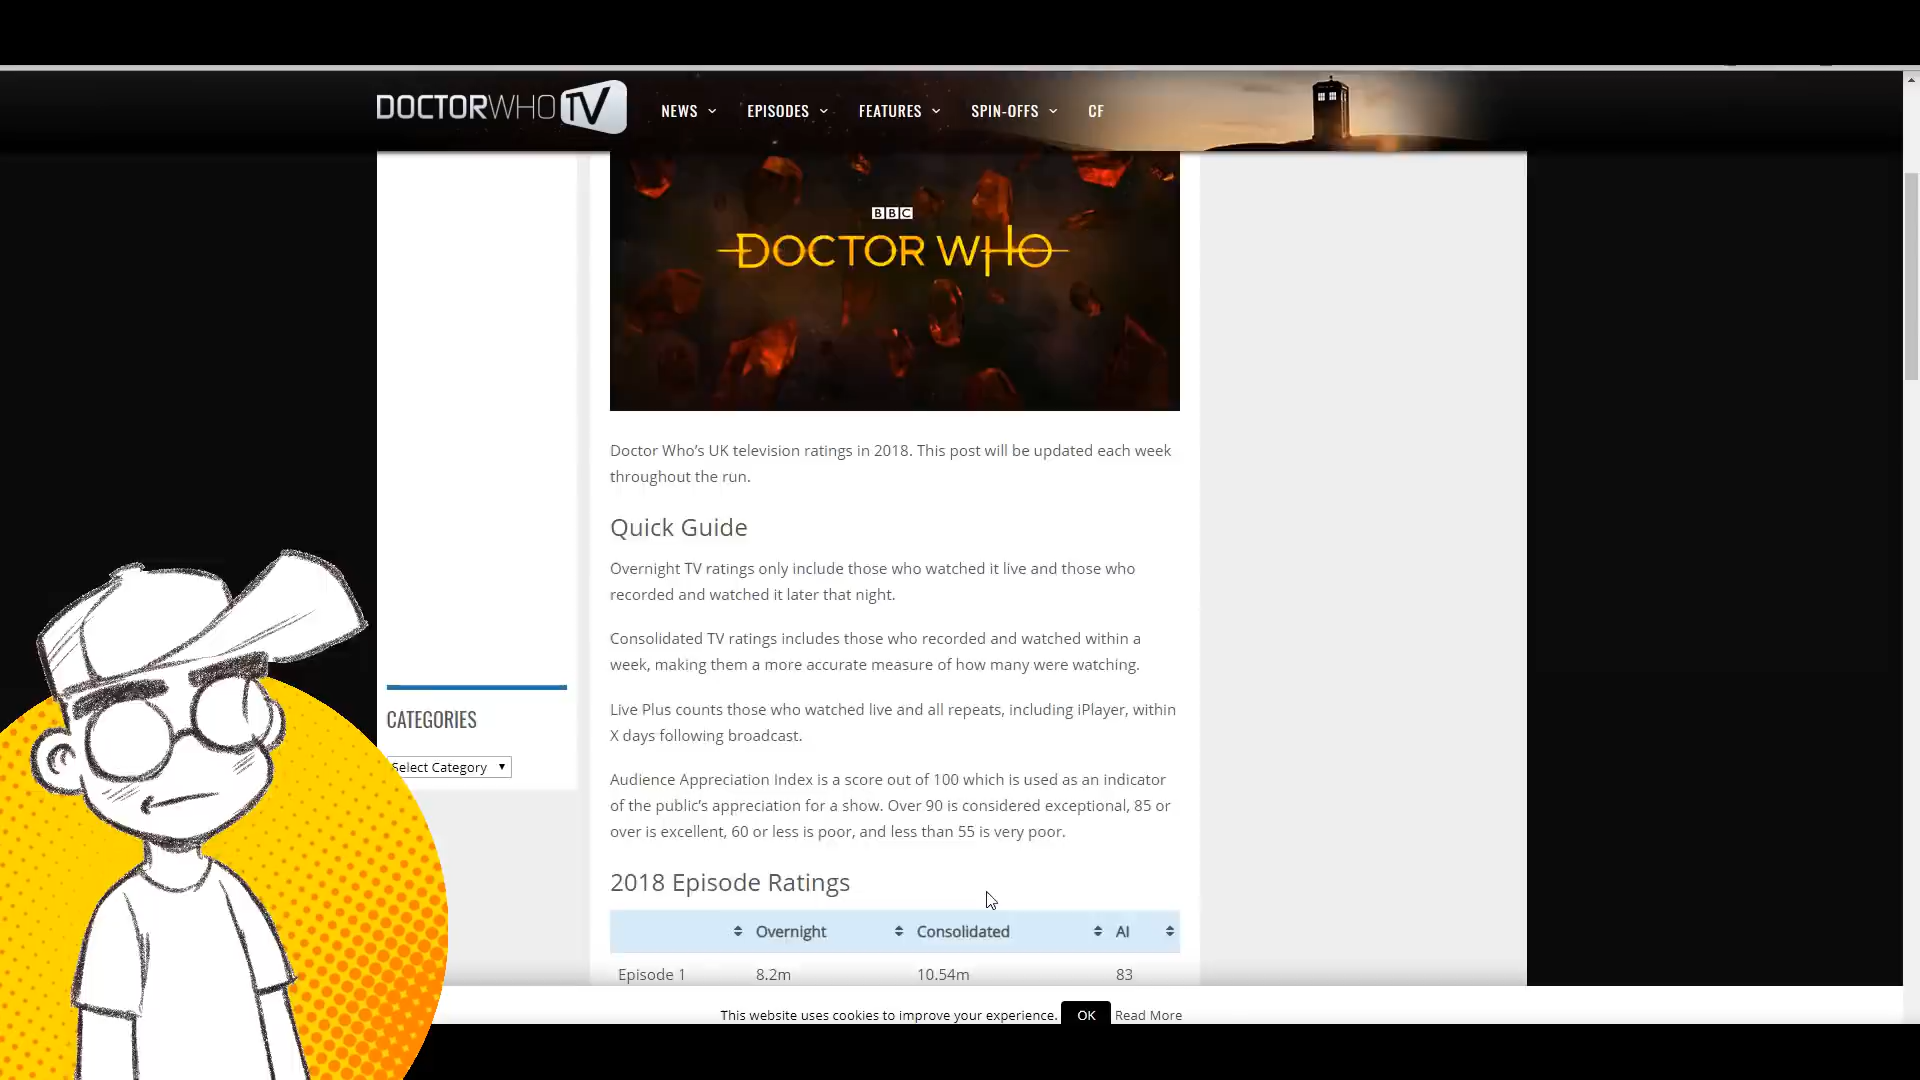 DOCTORWHO TV
NEWS EPISODES FEATURES SPIN-OFFS CF
BBC
DOCTOR WHO
Doctor Who’s UK television ratings in 2018. This post will be updated each week
throughout the run.
Quick Guide
Overnight TV ratings only include those who watched it live and those who
recorded and watched it later that night.
Consolidated TV ratings includes those who recorded and watched within a
week, making them a more accurate measure of how many were watching.
Live Plus counts those who watched live and all repeats, including iPlayer, within
X days following broadcast.
Audience Appreciation Index is a score out of 100 which is used as an indicator
of the public’s appreciation for a show. Over 90 is considered exceptional, 85 or
over is excellent, 60 or less is poor, and less than 55 is very poor.
CATEGORIES
Select Category
2018 Episode Ratings
Overnight Consolidated AI
Episode 1 8.2m 10.54m 83
This website uses cookies to improve your experience. OK Read More